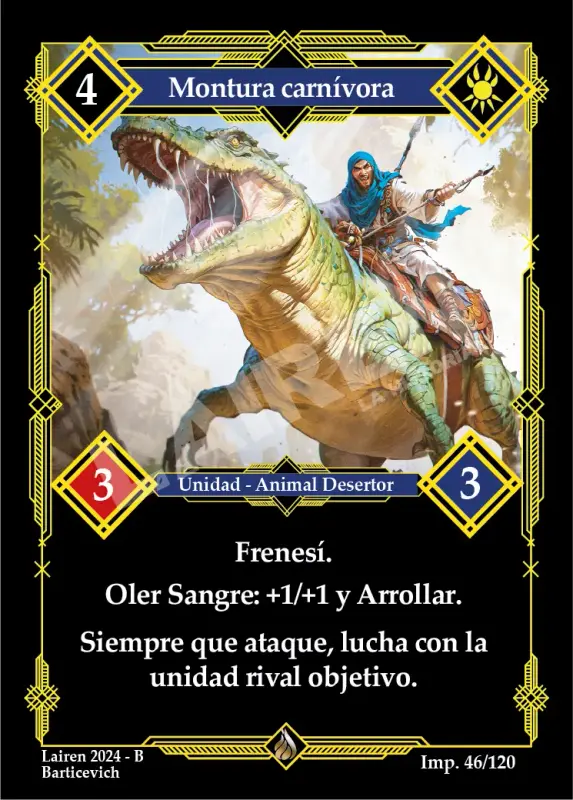 4
Montura carnívora
3
Unidad - Animal Desertor
3
Frenesí.
Oler Sangre: +1/+1 y Arrollar.
Siempre que ataque, lucha con la
unidad rival objetivo.
Lairen 2024 - B
Barticevich
Imp. 46/120